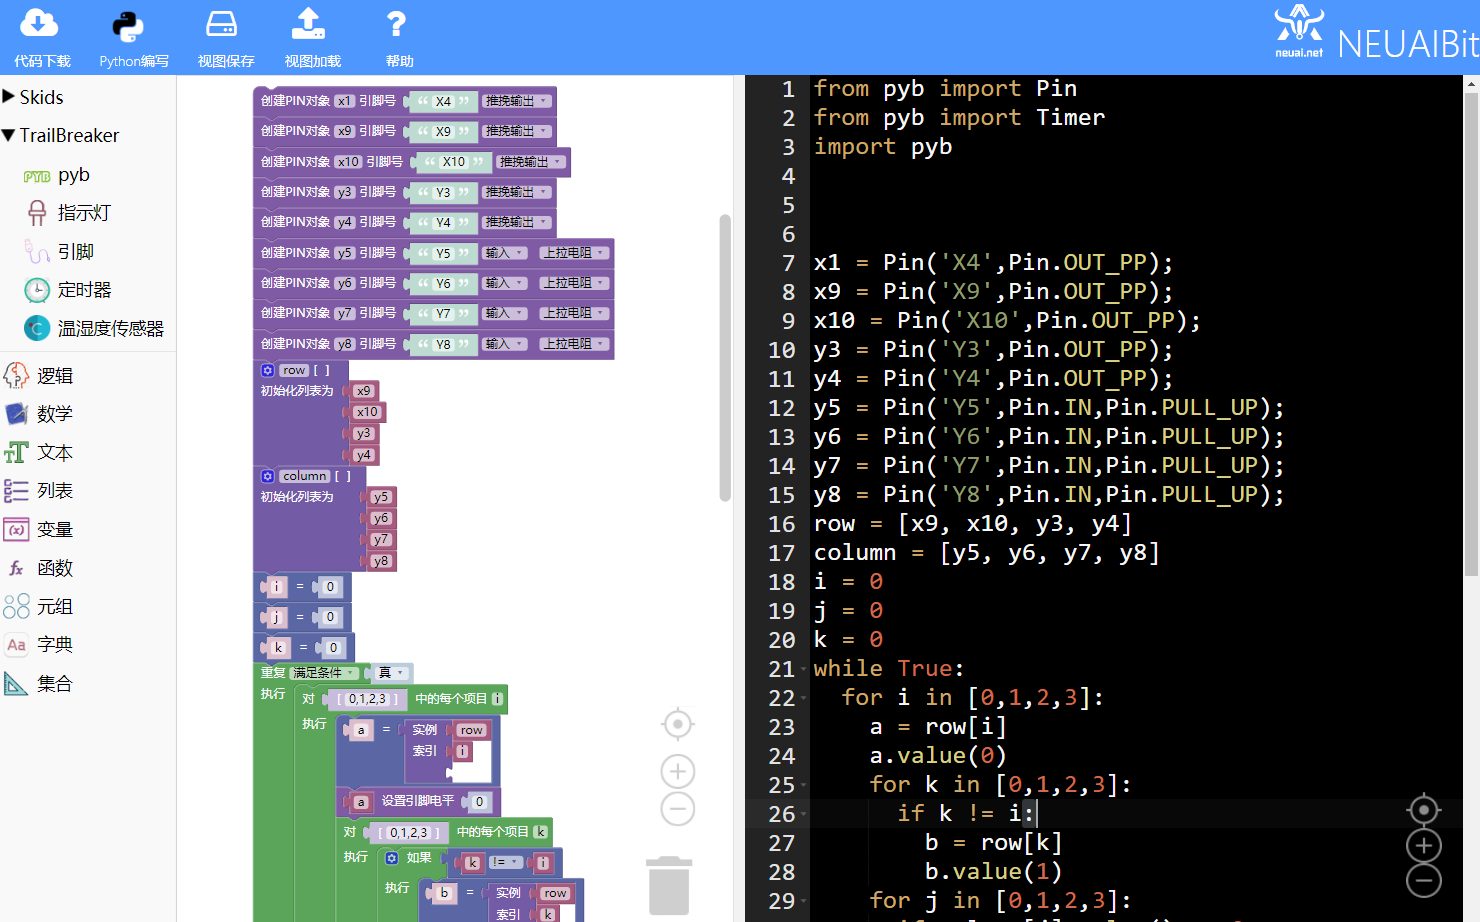 代码下载 Python编写 视图保存 视图加载 帮助 neuai.net NEUAIBit
Skids
TrailBreaker
PYB pyb
指示灯
引脚
定时器
温湿度传感器
逻辑
数学
文本
列表
(x) 变量
fx 函数
元组
Aa 字典
集合
创建PIN对象 x1 引脚号 “ X4 ” 推挽输出
创建PIN对象 x9 引脚号 “ X9 ” 推挽输出
创建PIN对象 x10 引脚号 “ X10 ” 推挽输出
创建PIN对象 y3 引脚号 “ Y3 ” 推挽输出
创建PIN对象 y4 引脚号 “ Y4 ” 推挽输出
创建PIN对象 y5 引脚号 “ Y5 ” 输入 上拉电阻
创建PIN对象 y6 引脚号 “ Y6 ” 输入 上拉电阻
创建PIN对象 y7 引脚号 “ Y7 ” 输入 上拉电阻
创建PIN对象 y8 引脚号 “ Y8 ” 输入 上拉电阻
row [ ]
初始化列表为 x9
x10
y3
y4
column [ ]
初始化列表为 y5
y6
y7
y8
i = 0
j = 0
k = 0
重复 满足条件 真
执行 对 [ 0,1,2,3 ] 中的每个项目 i
执行 a = 实例 row
索引 i
a 设置引脚电平 0
对 [ 0,1,2,3 ] 中的每个项目 k
执行 如果 k != i
执行 b = 实例 row
索引 k
1 from pyb import Pin
2 from pyb import Timer
3 import pyb
4
5
6
7 x1 = Pin('X4',Pin.OUT_PP);
8 x9 = Pin('X9',Pin.OUT_PP);
9 x10 = Pin('X10',Pin.OUT_PP);
10 y3 = Pin('Y3',Pin.OUT_PP);
11 y4 = Pin('Y4',Pin.OUT_PP);
12 y5 = Pin('Y5',Pin.IN,Pin.PULL_UP);
13 y6 = Pin('Y6',Pin.IN,Pin.PULL_UP);
14 y7 = Pin('Y7',Pin.IN,Pin.PULL_UP);
15 y8 = Pin('Y8',Pin.IN,Pin.PULL_UP);
16 row = [x9, x10, y3, y4]
17 column = [y5, y6, y7, y8]
18 i = 0
19 j = 0
20 k = 0
21 while True:
22 for i in [0,1,2,3]:
23 a = row[i]
24 a.value(0)
25 for k in [0,1,2,3]:
26 if k != i:
27 b = row[k]
28 b.value(1)
29 for j in [0,1,2,3]: